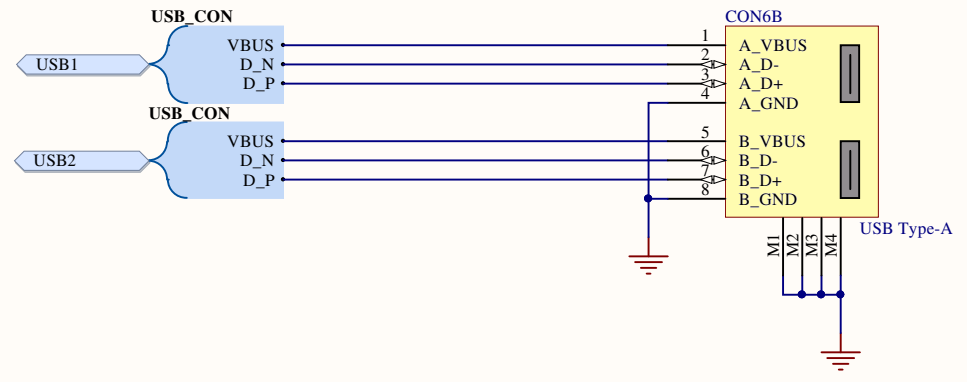 USB_CON
CON6B
USB1
VBUS
D_N
D_P
1
2
3
4
A_VBUS
A_D-
A_D+
A_GND
USB_CON
USB2
VBUS
D_N
D_P
5
6
7
8
B_VBUS
B_D-
B_D+
B_GND
USB Type-A
M1
M2
M3
M4